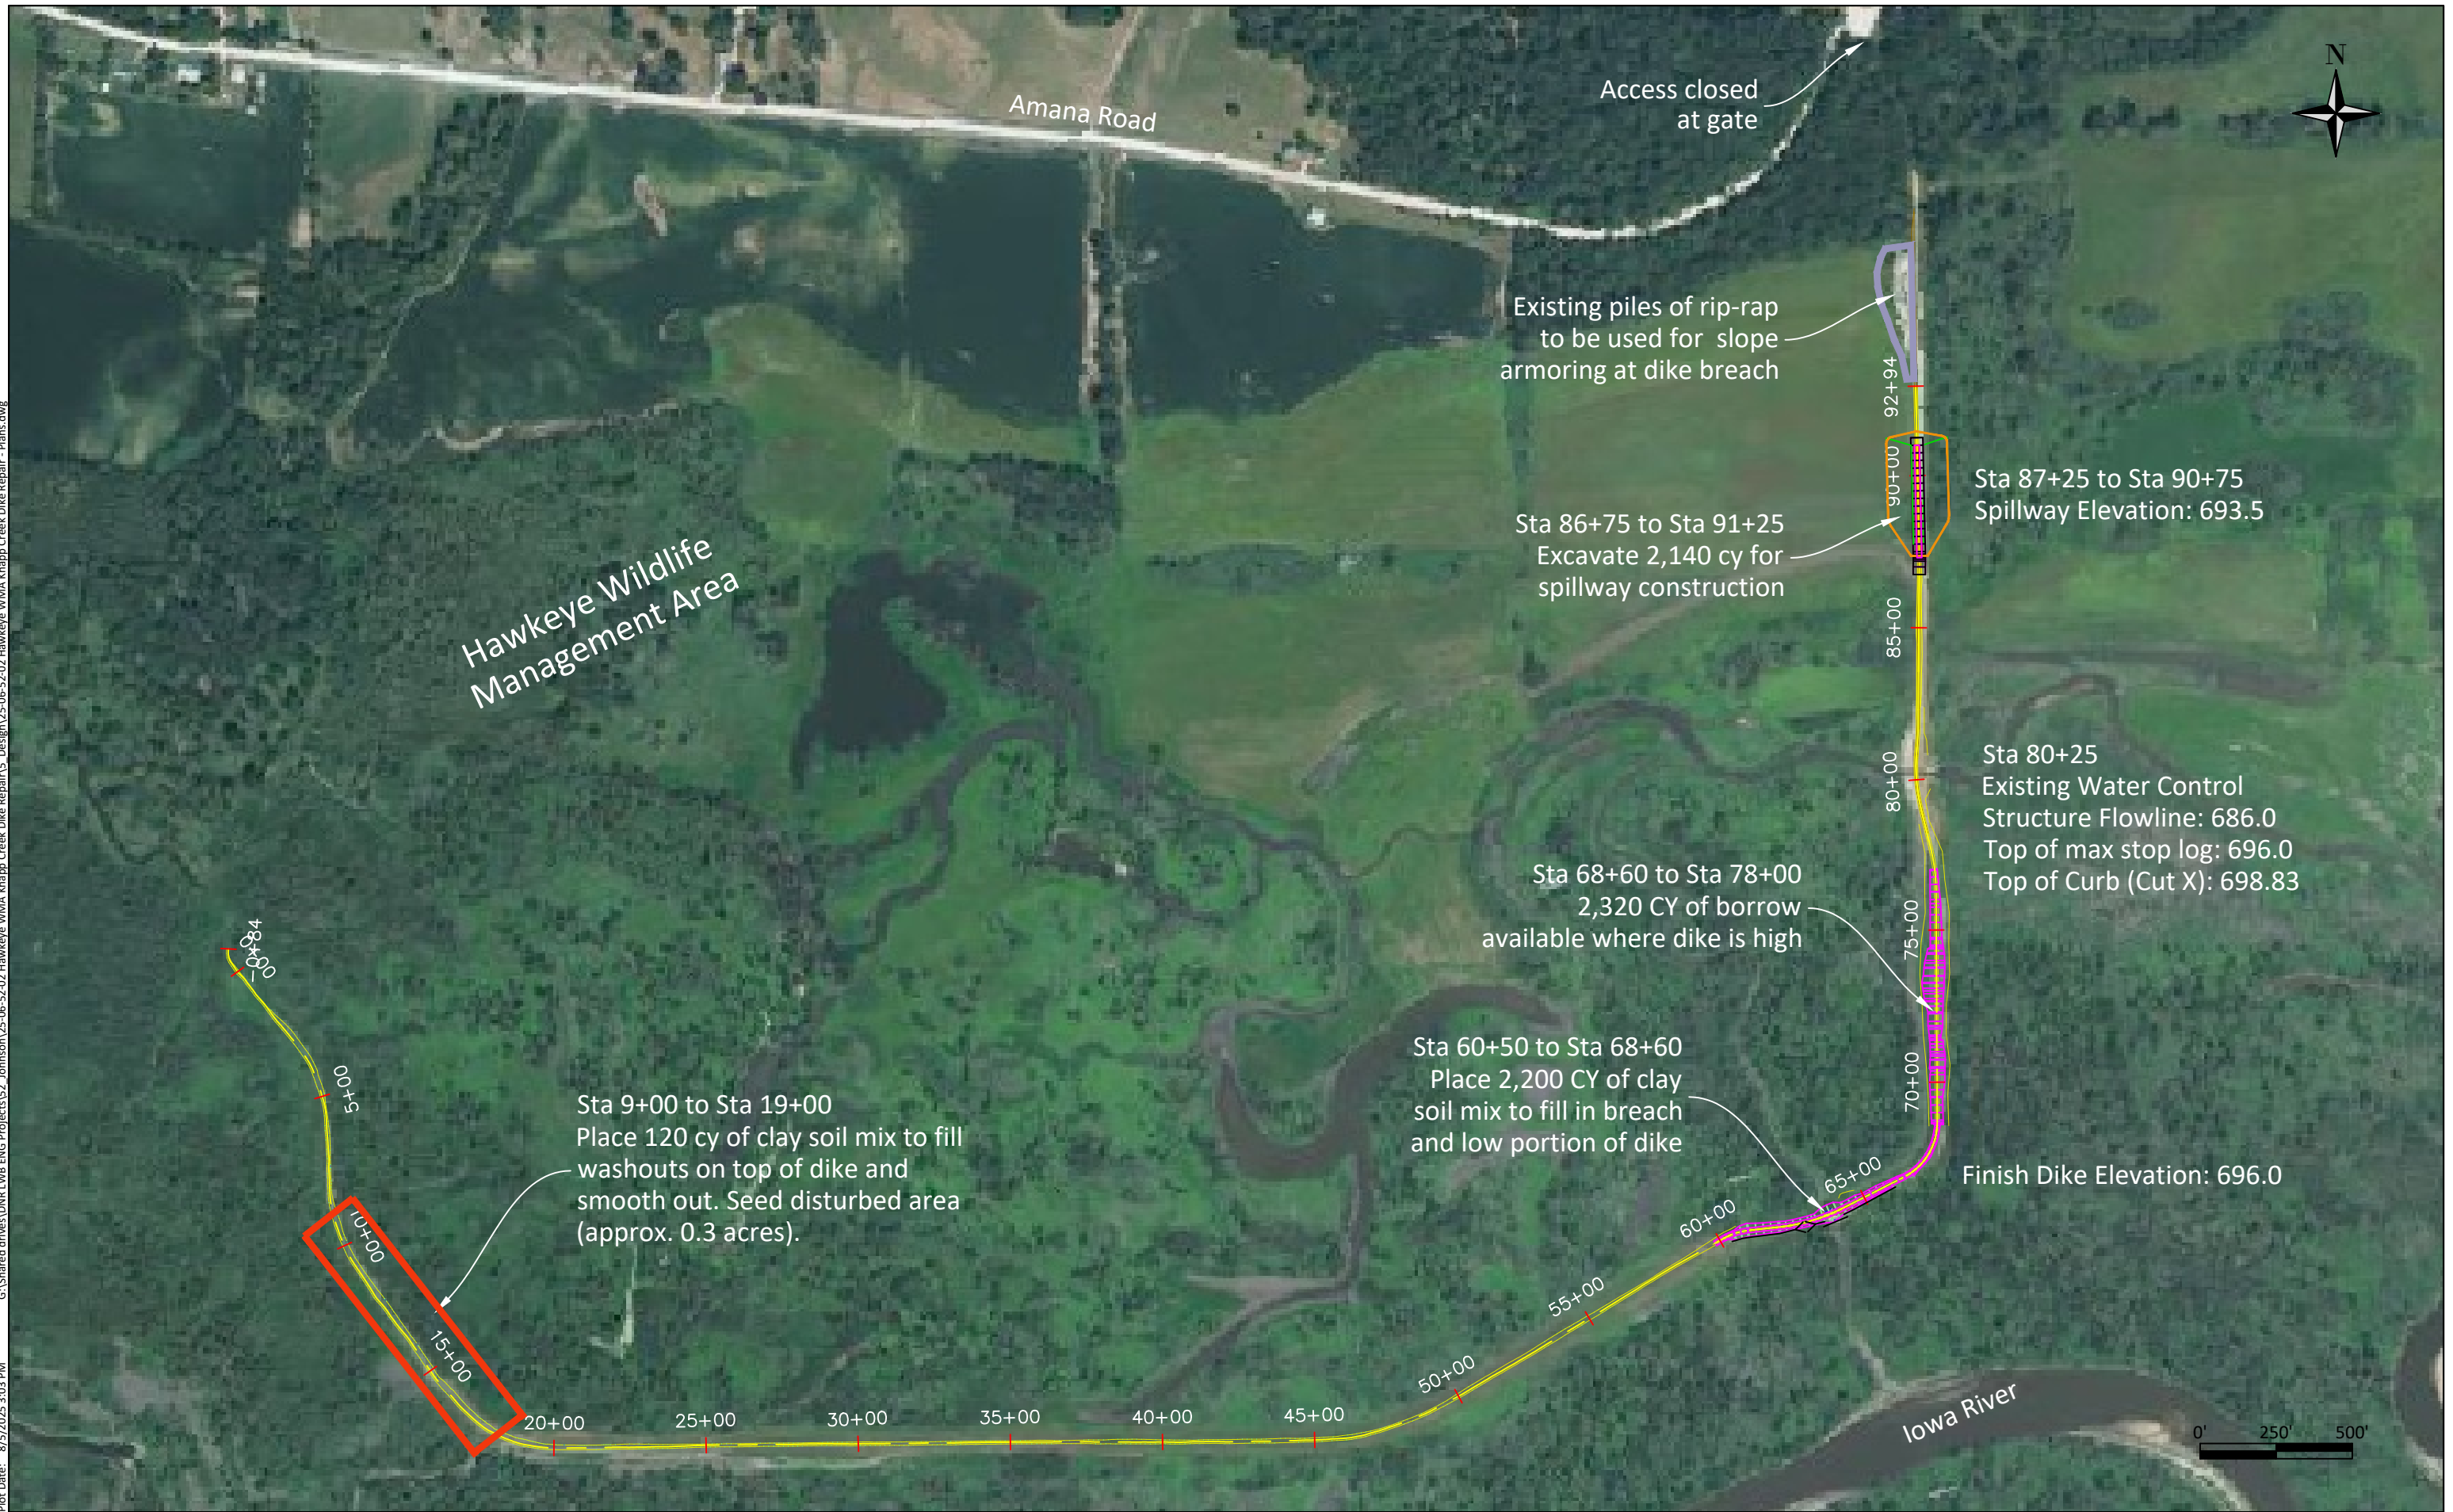 N
Access closed
at gate
Amana Road
Existing piles of rip-rap
to be used for slope
armoring at dike breach
92+94
90+00
Sta 87+25 to Sta 90+75
Spillway Elevation: 693.5
Sta 86+75 to Sta 91+25
Excavate 2,140 cy for
spillway construction
Hawkeye Wildlife
Management Area
85+00
80+00
Sta 80+25
Existing Water Control
Structure Flowline: 686.0
Top of max stop log: 696.0
Top of Curb (Cut X): 698.83
Sta 68+60 to Sta 78+00
2,320 CY of borrow
available where dike is high
75+00
70+00
Sta 60+50 to Sta 68+60
Place 2,200 CY of clay
soil mix to fill in breach
and low portion of dike
65+00
60+00
Finish Dike Elevation: 696.0
5+00
Sta 9+00 to Sta 19+00
Place 120 cy of clay soil mix to fill
washouts on top of dike and
smooth out. Seed disturbed area
(approx. 0.3 acres).
10+00
15+00
20+00
25+00
30+00
35+00
40+00
45+00
50+00
55+00
Iowa River
0'
250'
500'
Plot Date: 8/5/2025 3:03 PM